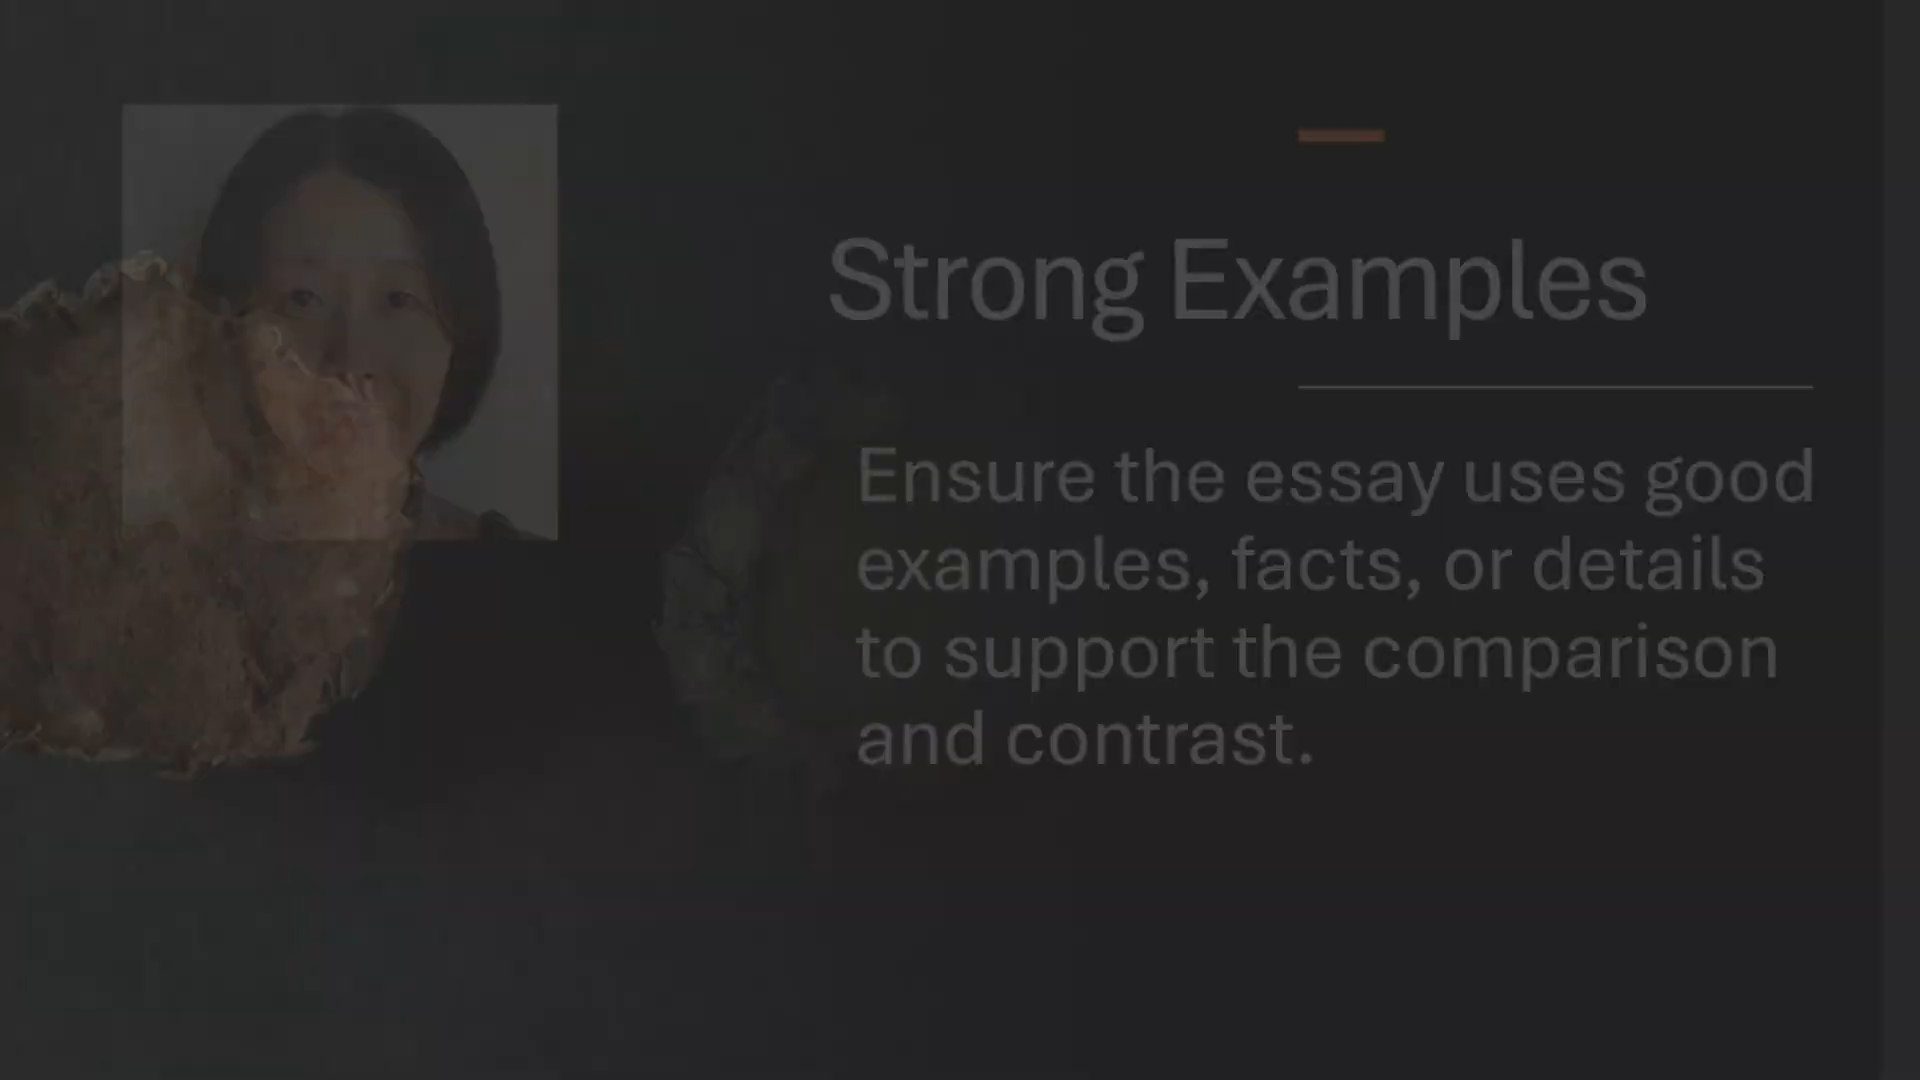 Strong Examples
Ensure the essay uses good
examples, facts, or details
to support the comparison
and contrast.